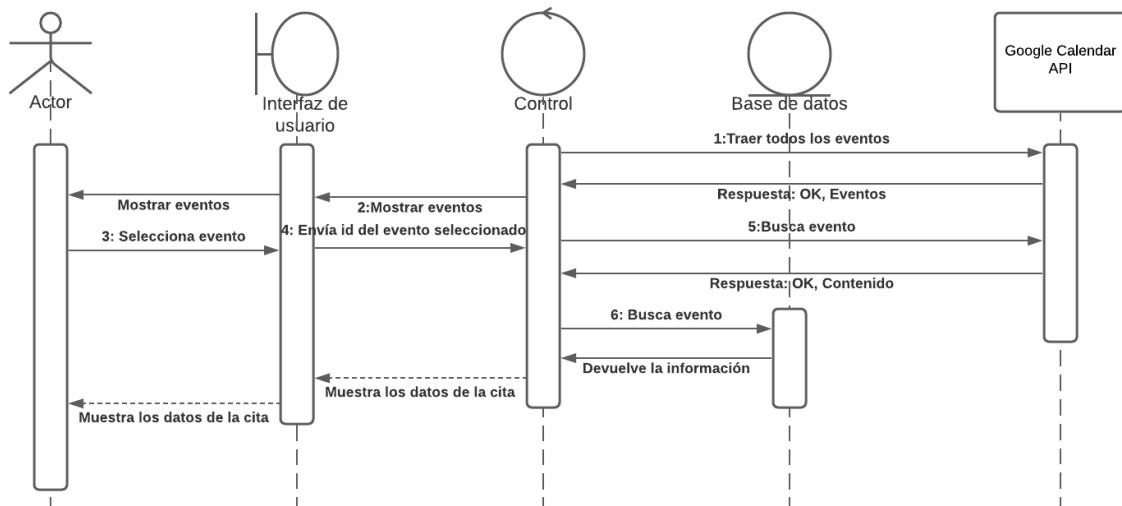 Actor
Interfaz de
usuario
Control
Base de datos
Google Calendar
API
1:Traer todos los eventos
Respuesta: OK, Eventos
Mostrar eventos
2:Mostrar eventos
3: Selecciona evento
4: Envía id del evento seleccionado
5:Busca evento
Respuesta: OK, Contenido
6: Busca evento
Devuelve la información
Muestra los datos de la cita
Muestra los datos de la cita